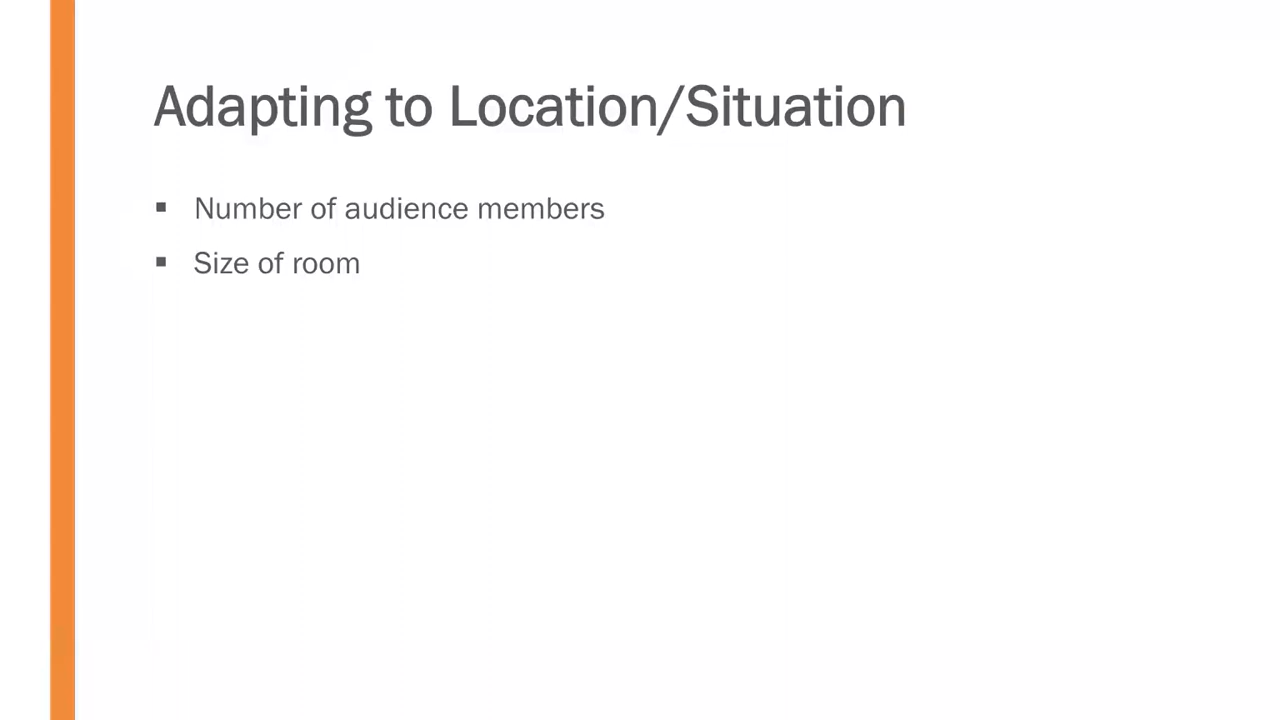 Adapting to Location/Situation
▪ Number of audience members
▪ Size of room